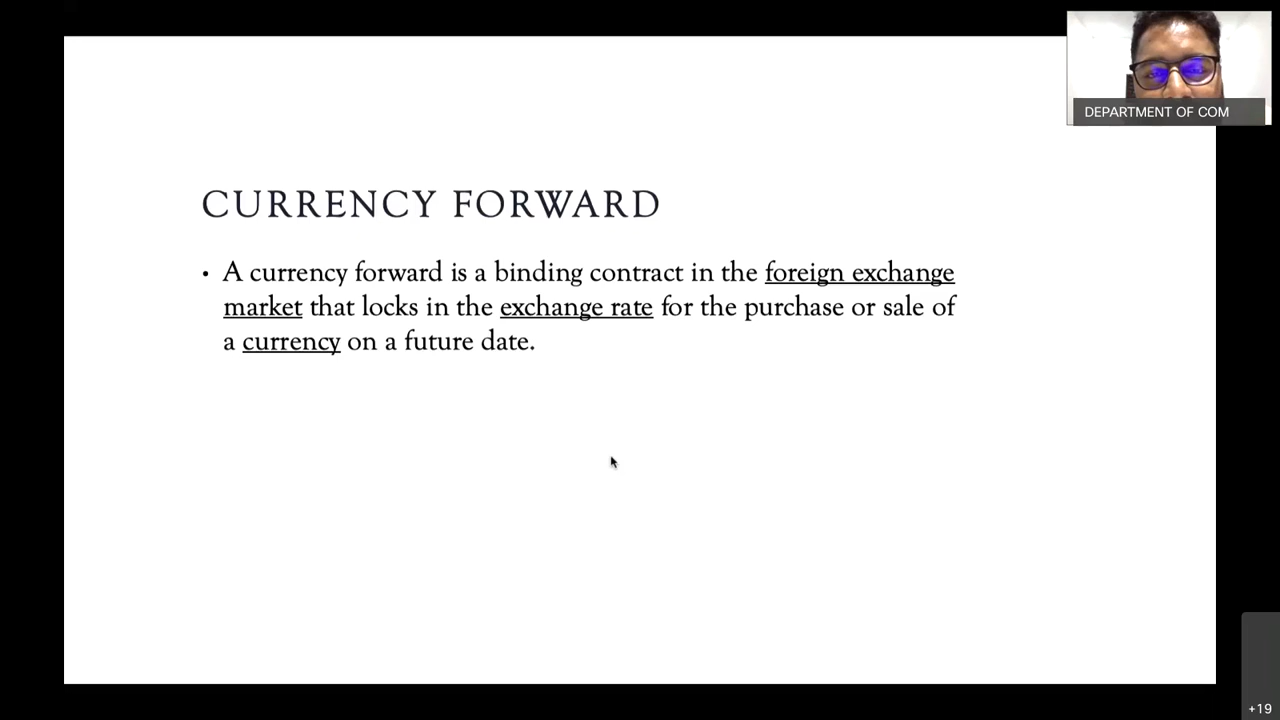 DEPARTMENT OF COM
CURRENCY FORWARD
• A currency forward is a binding contract in the foreign exchange
market that locks in the exchange rate for the purchase or sale of
a currency on a future date.
+19